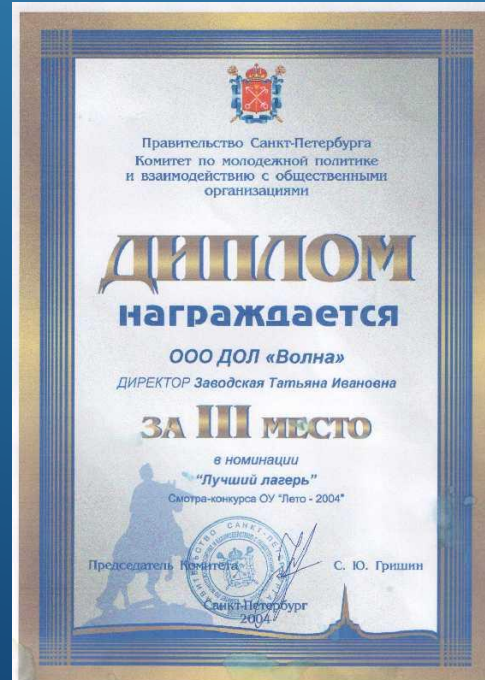 Правительство Санкт-Петербурга
Комитет по молодежной политике
и взаимодействию с общественными
организациями
ДИПЛОМ
награждается
ООО ДОЛ «Волна»
ДИРЕКТОР Заводская Татьяна Ивановна
ЗА III МЕСТО
в номинации
"Лучший лагерь"
Смотра-конкурса ОУ "Лето - 2004"
Председатель Комитета С. Ю. Гришин
Санкт-Петербург
2004